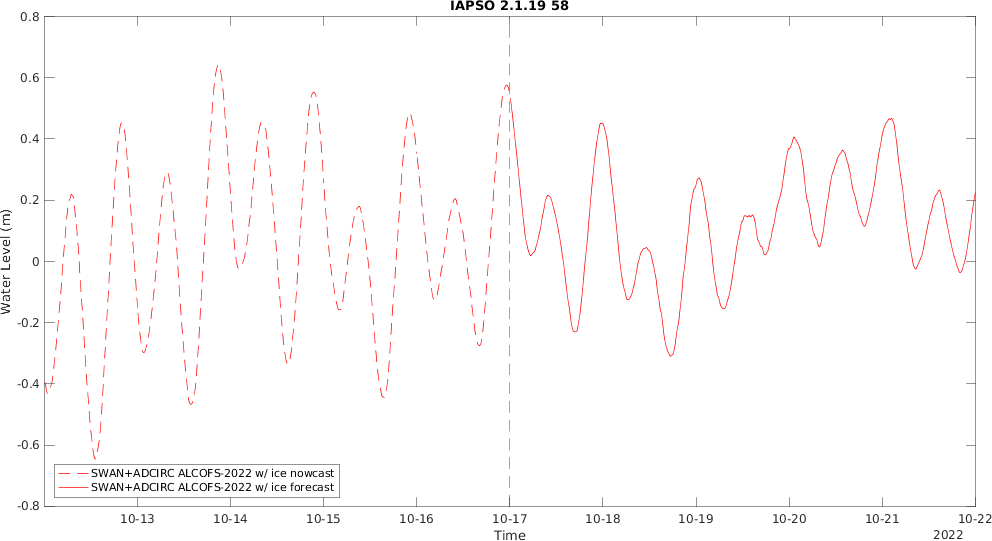 IAPSO 2.1.19 58
0.8
0.6
0.4
0.2
0
-0.2
-0.4
-0.6
-0.8
Water Level (m)
SWAN+ADCIRC ALCOFS-2022 w/ ice nowcast
SWAN+ADCIRC ALCOFS-2022 w/ ice forecast
10-13 10-14 10-15 10-16 10-17 10-18 10-19 10-20 10-21 10-22
Time
2022